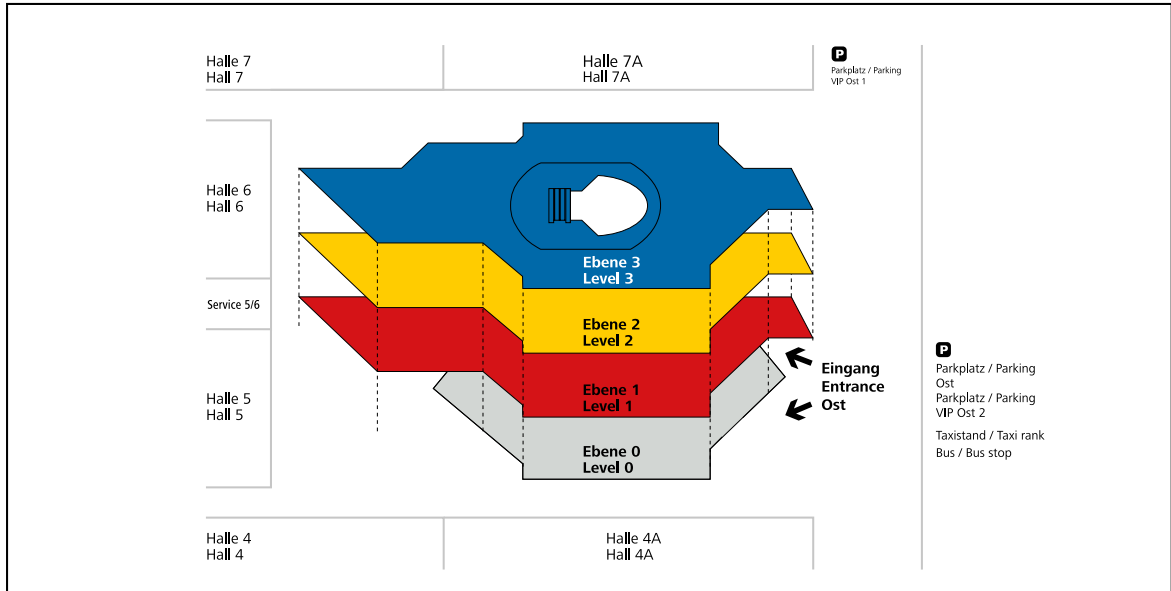 Halle 7
Hall 7
Halle 7A
Hall 7A
P
Parkplatz / Parking
VIP Ost 1
Halle 6
Hall 6
Service 5/6
Halle 5
Hall 5
Ebene 3
Level 3
Ebene 2
Level 2
Ebene 1
Level 1
Ebene 0
Level 0
Eingang
Entrance
Ost
P
Parkplatz / Parking
Ost
Parkplatz / Parking
VIP Ost 2
Taxistand / Taxi rank
Bus / Bus stop
Halle 4
Hall 4
Halle 4A
Hall 4A